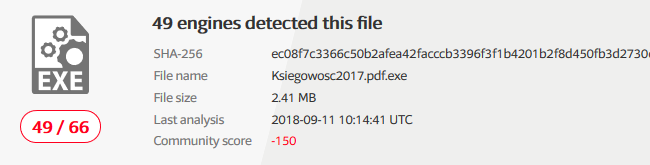 49 engines detected this file
SHA-256 ec08f7c3366c50b2afea42facccb3396f3f1b4201b2f8d450fb3d2730
File name Ksiegowosc2017.pdf.exe
EXE
File size 2.41 MB
49 / 66
Last analysis 2018-09-11 10:14:41 UTC
Community score -150